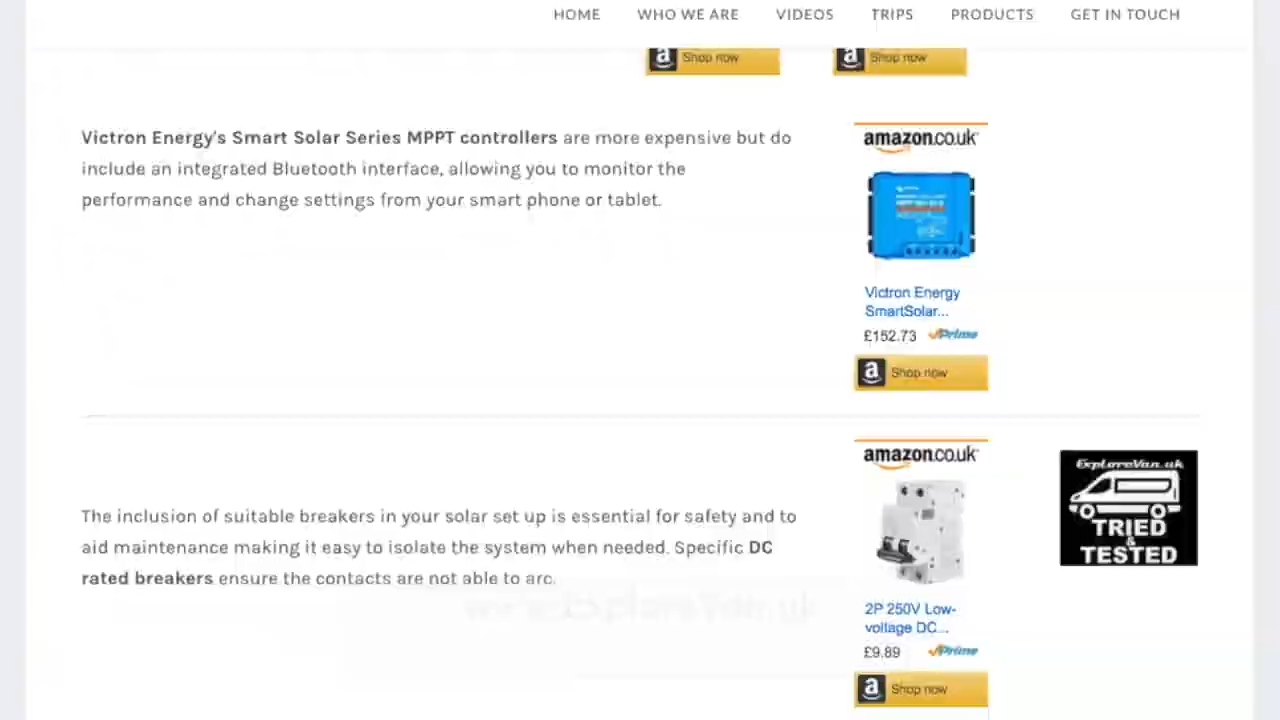 HOME WHO WE ARE VIDEOS TRIPS PRODUCTS GET IN TOUCH
Shop now Shop now
Victron Energy's Smart Solar Series MPPT controllers are more expensive but do
include an integrated Bluetooth interface, allowing you to monitor the
performance and change settings from your smart phone or tablet.
amazon.co.uk
Victron Energy
SmartSolar...
£152.73 Prime
a Shop now
The inclusion of suitable breakers in your solar set up is essential for safety and to
aid maintenance making it easy to isolate the system when needed. Specific DC
rated breakers ensure the contacts are not able to arc.
amazon.co.uk
2P 250V Low-
voltage DC...
£9.89 Prime
a Shop now
ExploreVan.uk
TRIED
&
TESTED
ExploreVan.uk